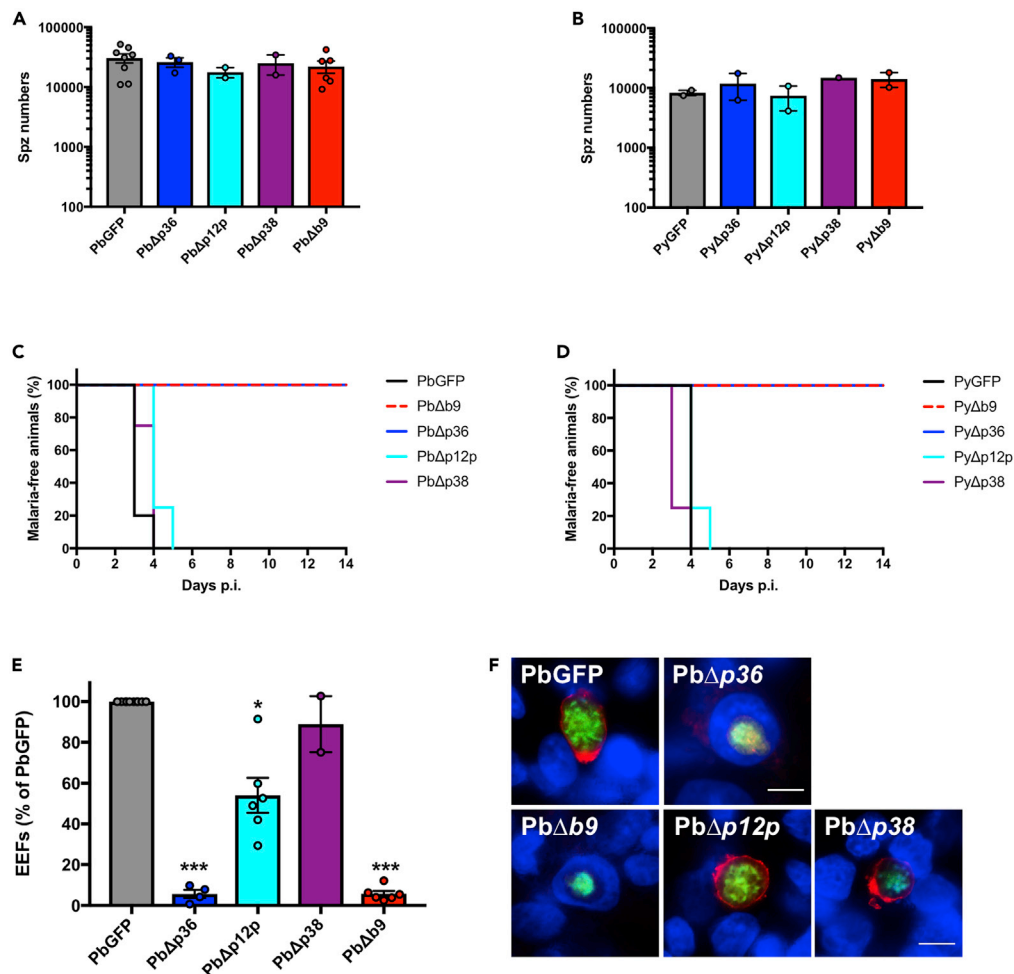 A
100000
10000
1000
100
Spz numbers
PbGFP
PbΔp36
PbΔp12p
PbΔp38
PbΔb9
B
100000
10000
1000
100
Spz numbers
PyGFP
PyΔp36
PyΔp12p
PyΔp38
PyΔb9
C
100
80
60
40
20
0
Malaria-free animals (%)
0 2 4 6 8 10 12 14
Days p.i.
PbGFP
PbΔb9
PbΔp36
PbΔp12p
PbΔp38
D
100
80
60
40
20
0
Malaria-free animals (%)
0 2 4 6 8 10 12 14
Days p.i.
PyGFP
PyΔb9
PyΔp36
PyΔp12p
PyΔp38
E
100
80
60
40
20
0
EEFs (% of PbGFP)
***
*
***
PbGFP
PbΔp36
PbΔp12p
PbΔp38
PbΔb9
F
PbGFP
PbΔp36
PbΔb9
PbΔp12p
PbΔp38